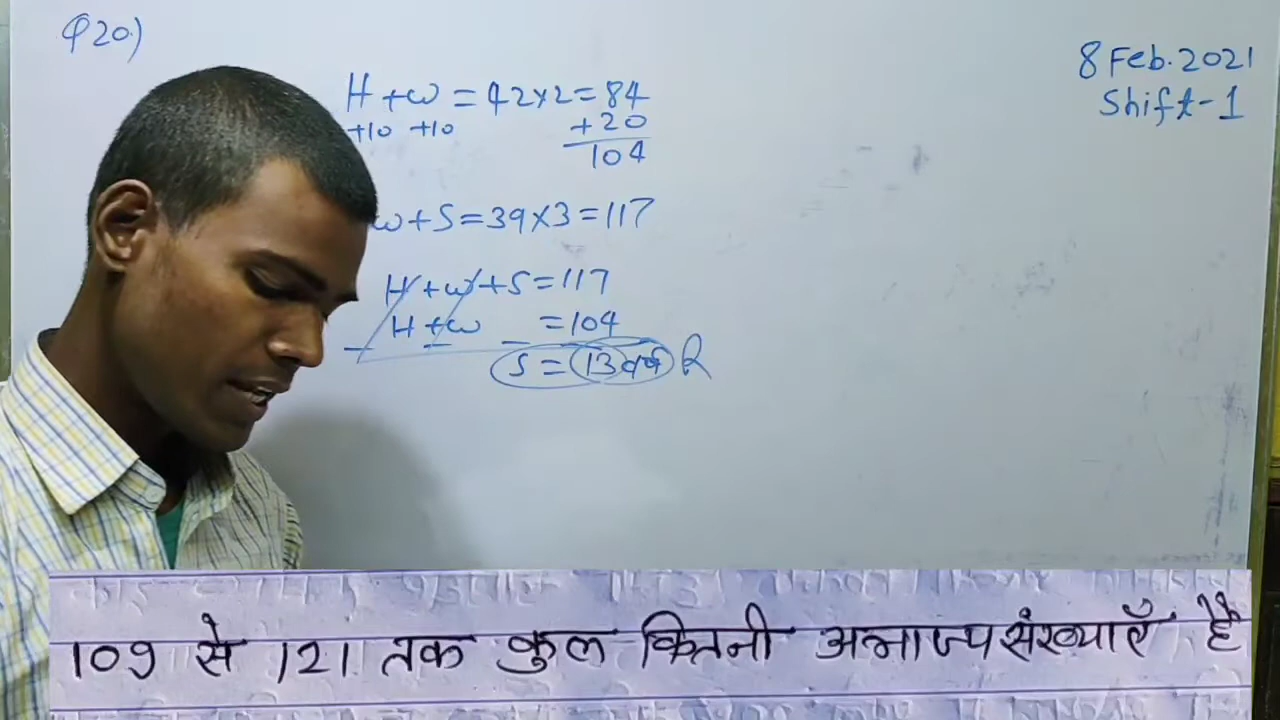 Q20)
8 Feb. 2021
Shift-1
H + W = 42×2 = 84
+10 +10 +20
104
W + S = 39×3 = 117
H + W + S = 117
H + W = 104
S = 13 वर्ष
109 से 121 तक कुल कितनी अभाज्य संख्याएँ है